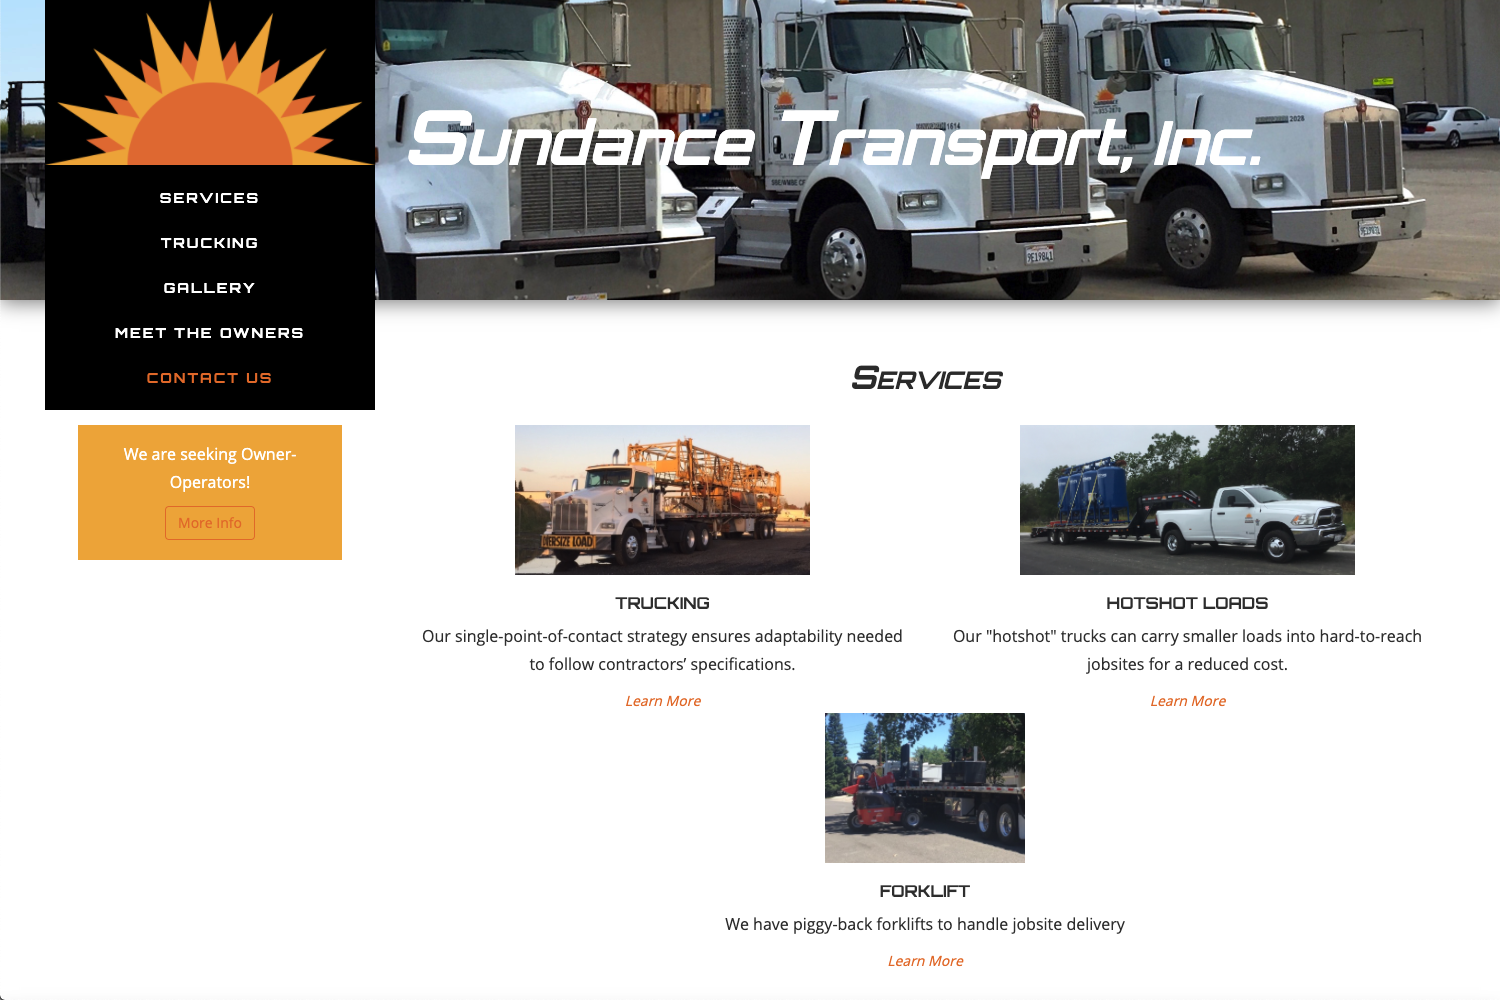 Sundance Transport, Inc.
SERVICES
TRUCKING
GALLERY
MEET THE OWNERS
CONTACT US
We are seeking Owner-
Operators!
More Info
Services
OVERSIZE LOAD
TRUCKING
Our single-point-of-contact strategy ensures adaptability needed
to follow contractors’ specifications.
Learn More
HOTSHOT LOADS
Our "hotshot" trucks can carry smaller loads into hard-to-reach
jobsites for a reduced cost.
Learn More
FORKLIFT
We have piggy-back forklifts to handle jobsite delivery
Learn More